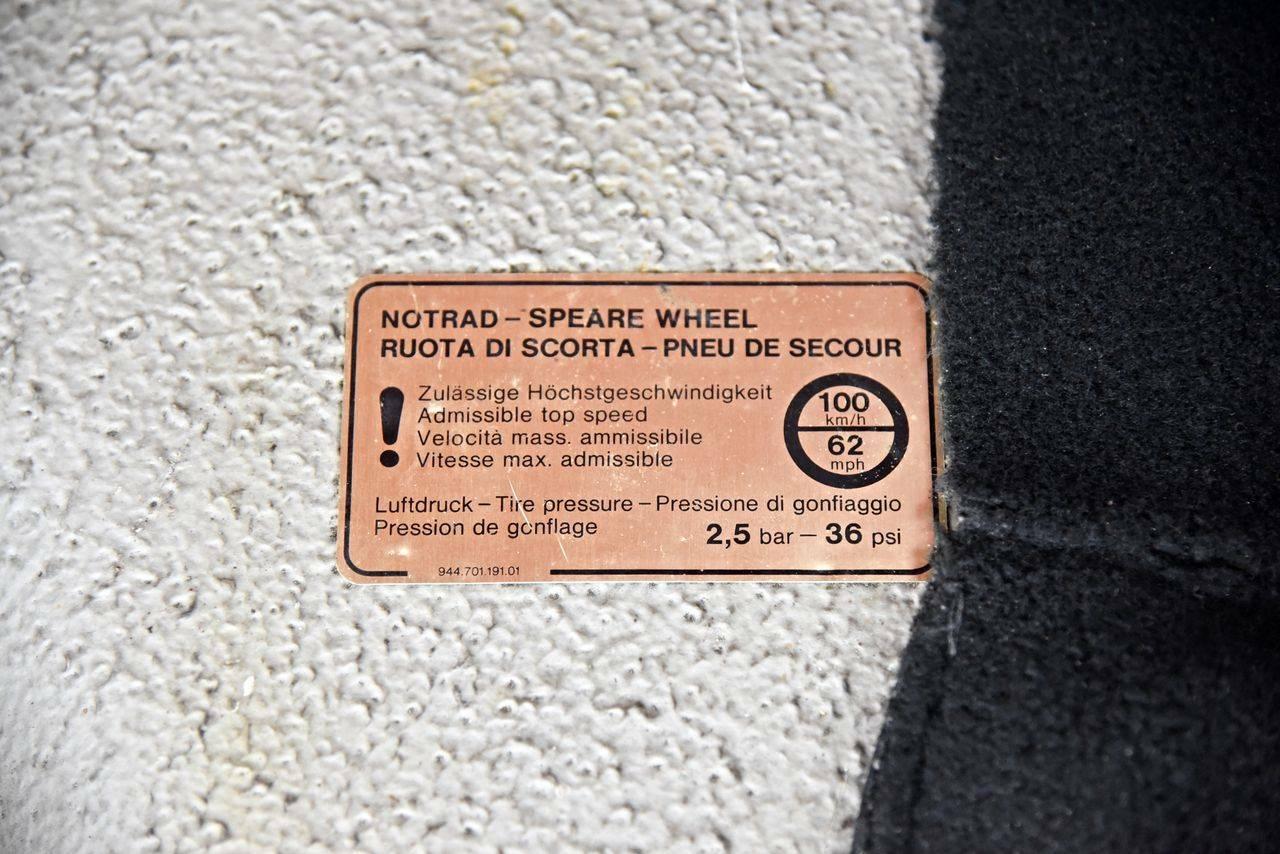 NOTRAD – SPEARE WHEEL
RUOTA DI SCORTA – PNEU DE SECOUR
! Zulässige Höchstgeschwindigkeit
Admissible top speed
Velocità mass. ammissibile
Vitesse max. admissible
100
km/h
62
mph
Luftdruck – Tire pressure – Pressione di gonfiaggio
Pression de gonflage
2,5 bar – 36 psi
944.701.191.01